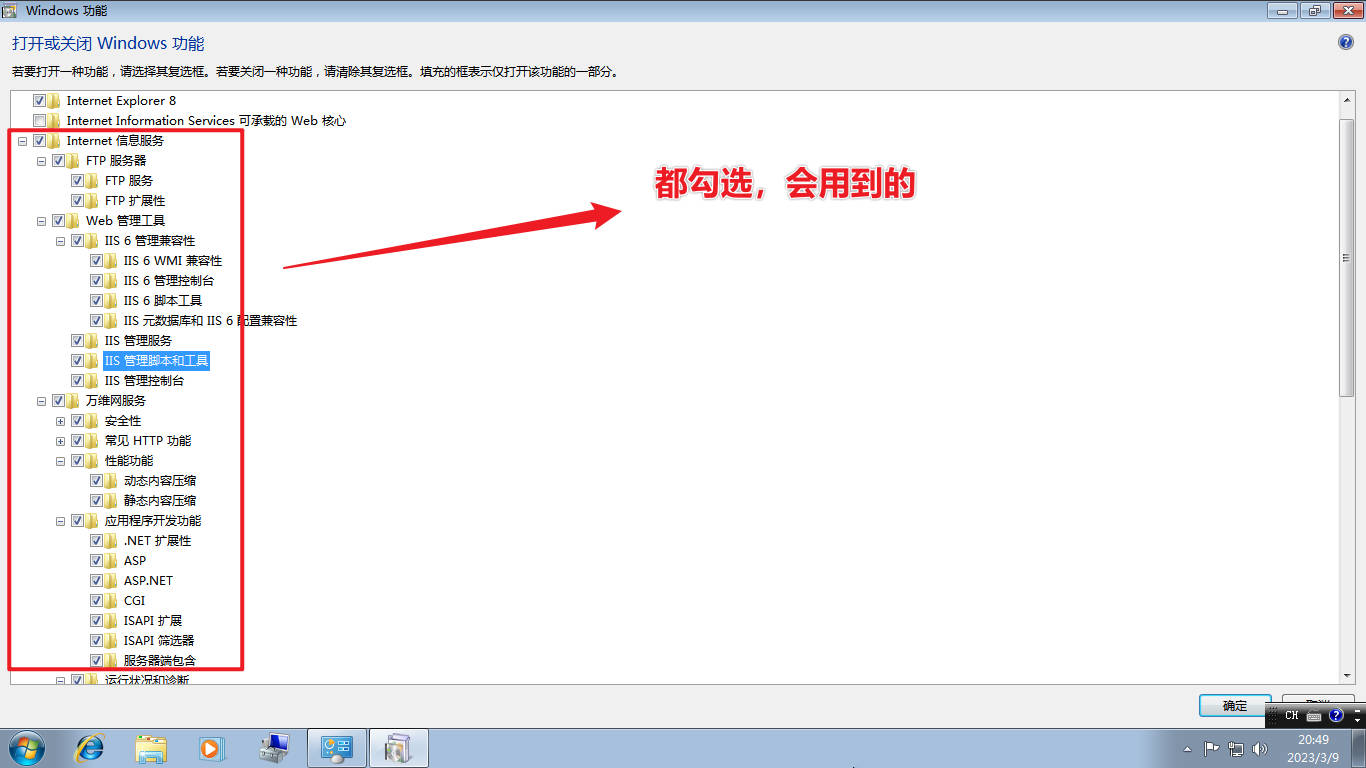 Windows 功能
打开或关闭 Windows 功能
若要打开一种功能，请选择其复选框。若要关闭一种功能，请清除其复选框。填充的框表示仅打开该功能的一部分。
Internet Explorer 8
Internet Information Services 可承载的 Web 核心
Internet 信息服务
FTP 服务器
FTP 服务
FTP 扩展性
Web 管理工具
IIS 6 管理兼容性
IIS 6 WMI 兼容性
IIS 6 管理控制台
IIS 6 脚本工具
IIS 元数据库和 IIS 6 配置兼容性
IIS 管理服务
IIS 管理脚本和工具
IIS 管理控制台
万维网服务
安全性
常见 HTTP 功能
性能功能
动态内容压缩
静态内容压缩
应用程序开发功能
.NET 扩展性
ASP
ASP.NET
CGI
ISAPI 扩展
ISAPI 筛选器
服务器端包含
运行状况和诊断
都勾选，会用到的
确定
CH
20:49
2023/3/9